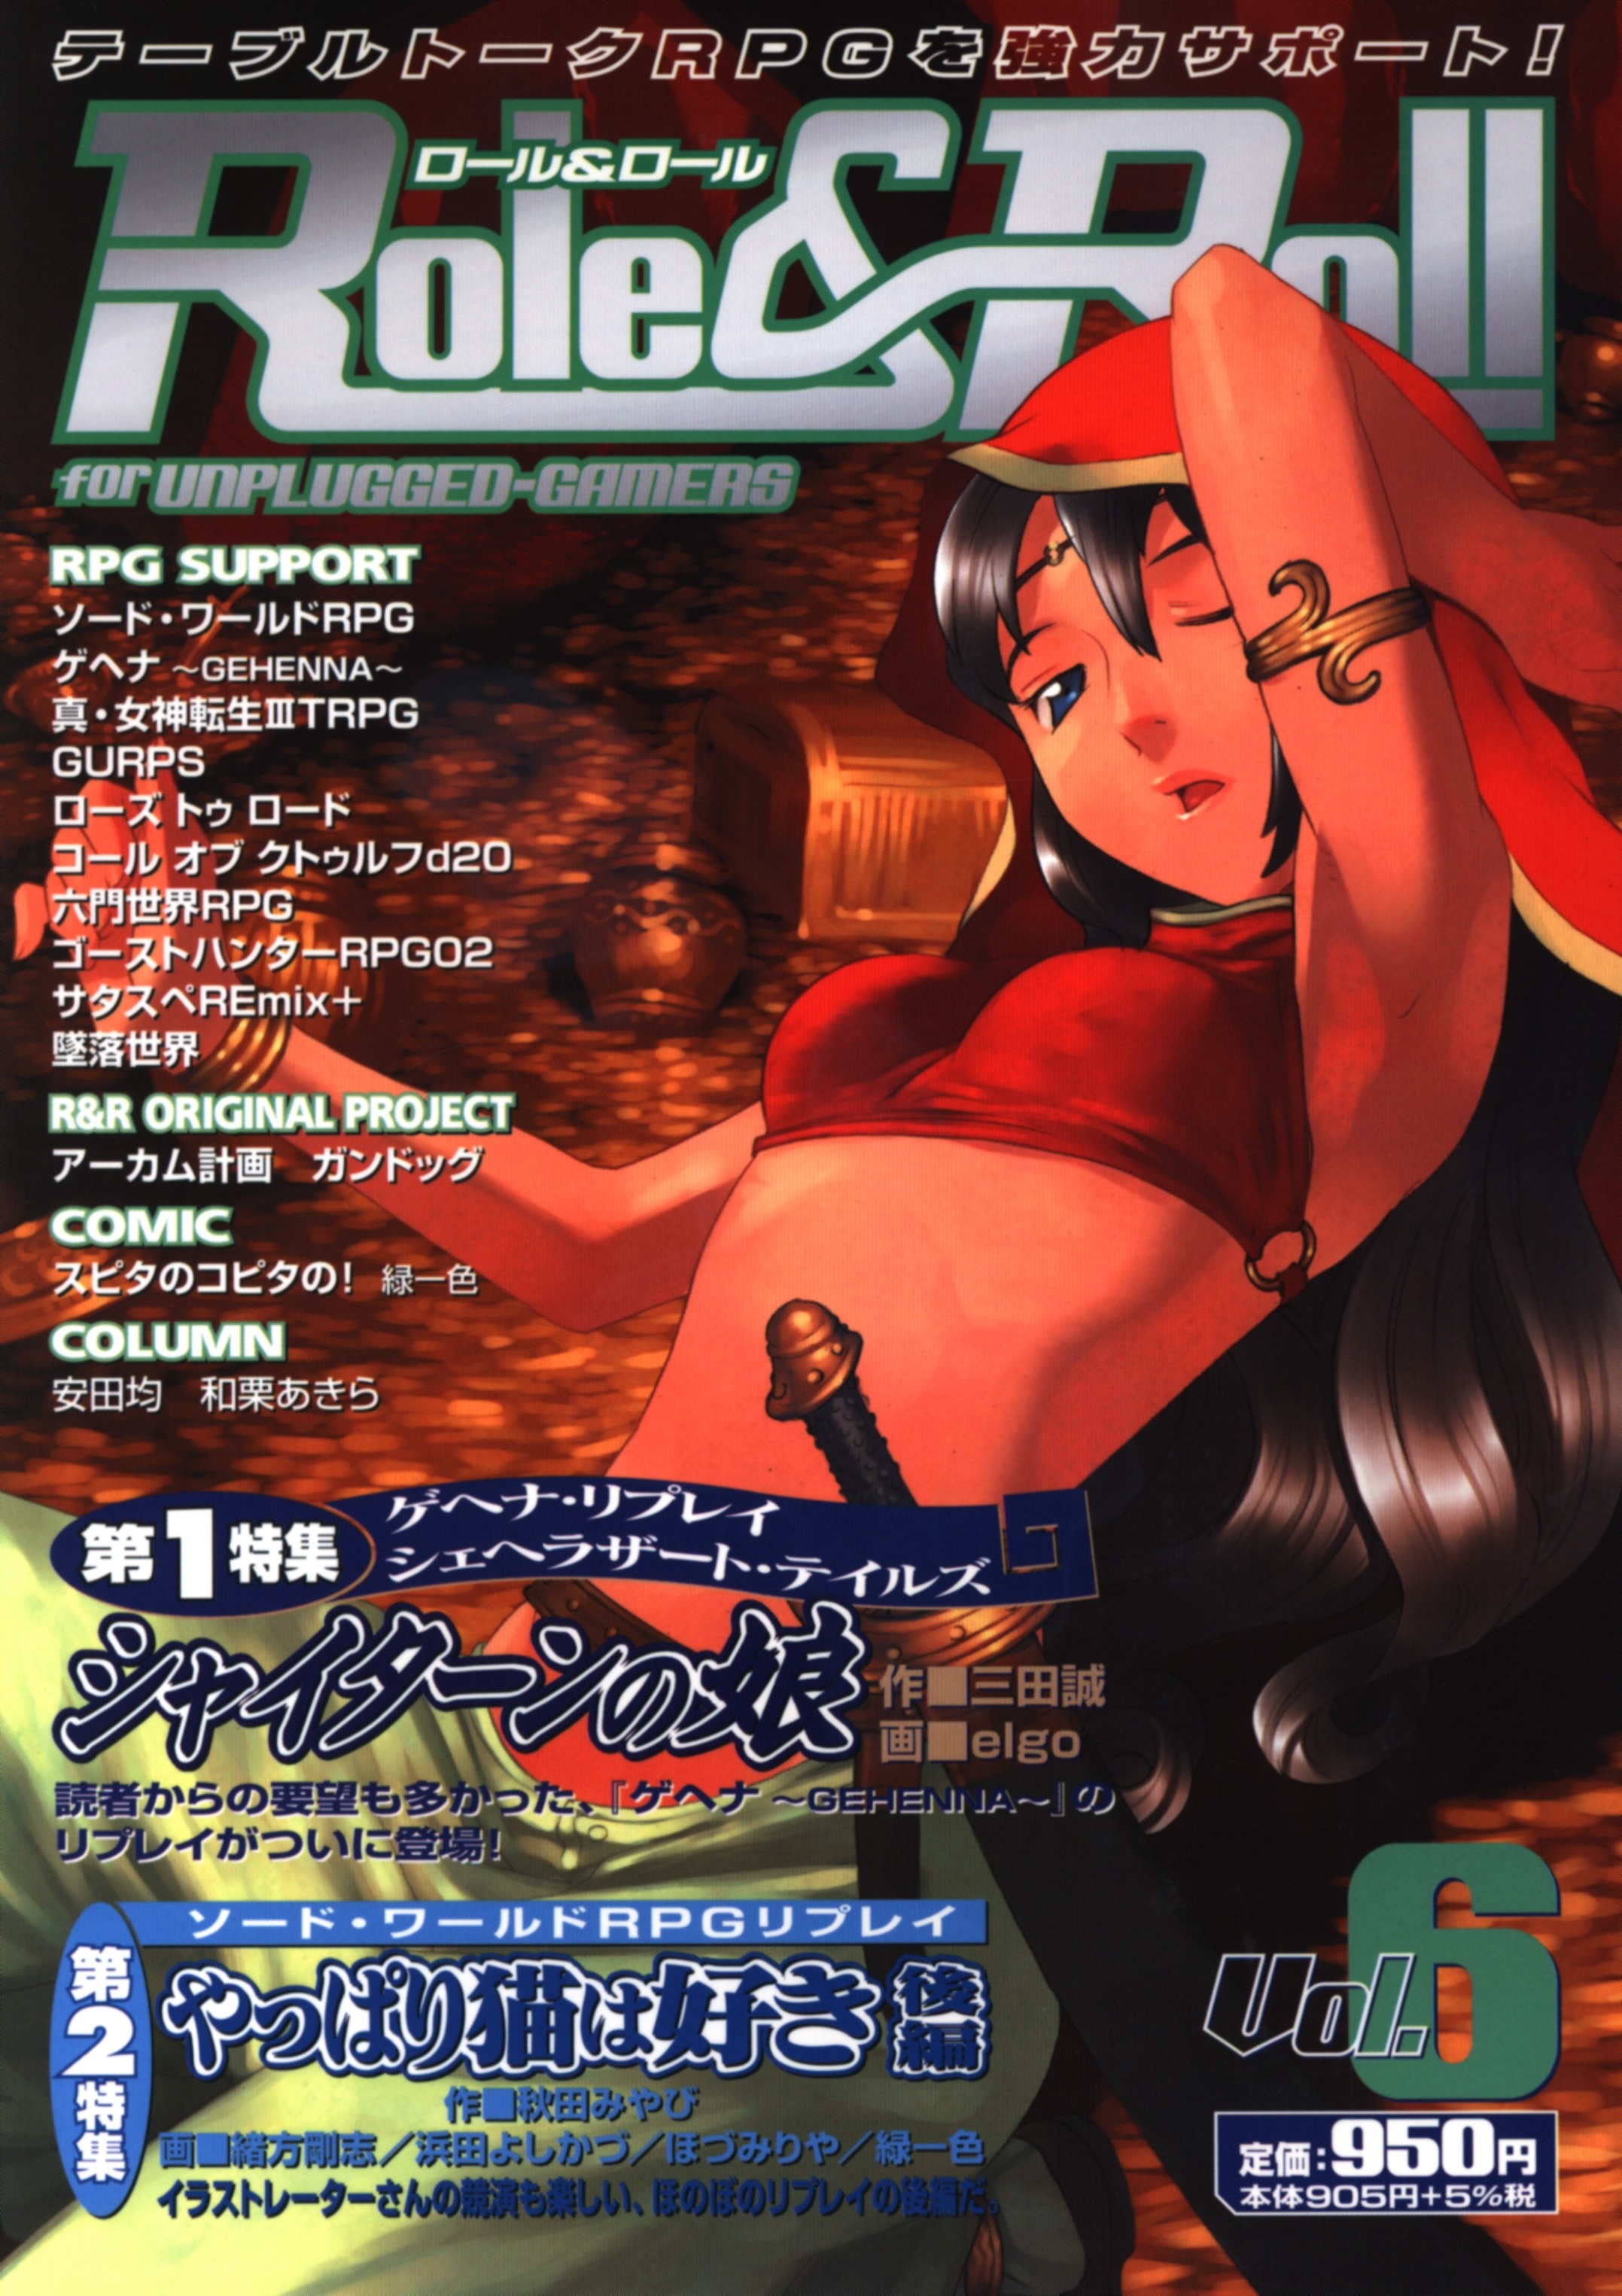 テーブルトークRPGを強力サポート!
Role&Roll
ロール&ロール
for UNPLUGGED-GAMERS
RPG SUPPORT
ソード・ワールドRPG
ゲヘナ ～GEHENNA～
真・女神転生ⅢTRPG
GURPS
ローズ トゥ ロード
コール オブ クトゥルフd20
六門世界RPG
ゴーストハンターRPG02
サタスペREmix＋
墜落世界
R&R ORIGINAL PROJECT
アーカム計画　ガンドッグ
COMIC
スピタのコピタの! 緑一色
COLUMN
安田均　和栗あきら
第1特集
ゲヘナ・リプレイ
シェヘラザート・テイルズ
シャイターンの娘
作■三田誠
画■elgo
読者からの要望も多かった、『ゲヘナ ～GEHENNA～』の
リプレイがついに登場!
第2特集
ソード・ワールドRPGリプレイ
やっぱり猫は好き 後編
作■秋田みやび
画■緒方剛志／浜田よしかづ／ほづみりや／緑一色
イラストレーターさんの競演も楽しい、ほのぼのリプレイの後編だ。
Vol.6
定価:950円
本体905円+5%税